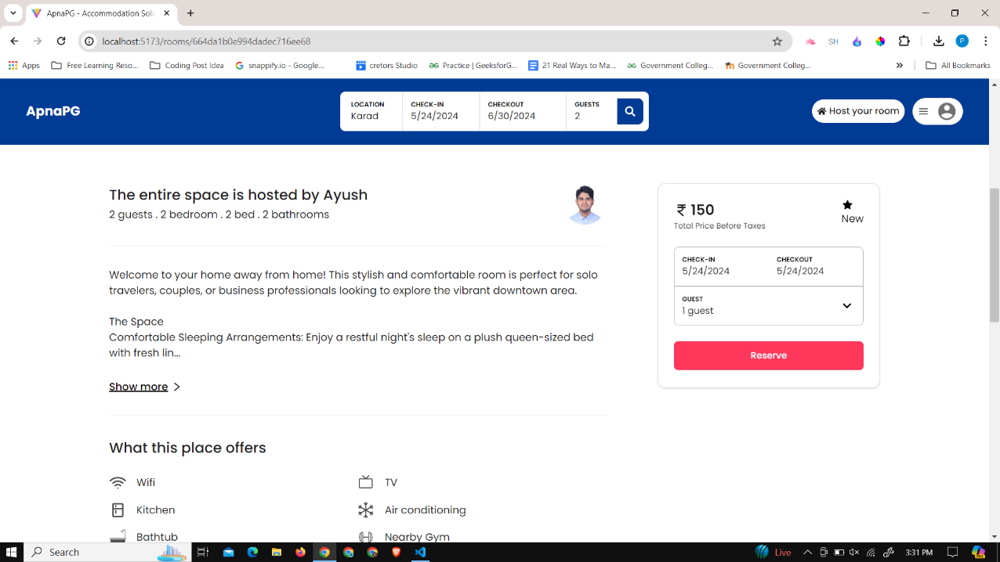 ApnaPG - Accommodation Solu
localhost:5173/rooms/664da1b0e994dadec716ee68
SH
P
Apps
Free Learning Reso...
Coding Post Idea
snappify.io - Google...
cretors Studio
Practice | GeeksforG...
21 Real Ways to Ma...
Government Colleg...
Government Colleg...
All Bookmarks
ApnaPG
LOCATION
Karad
CHECK-IN
5/24/2024
CHECKOUT
6/30/2024
GUESTS
2
Host your room
The entire space is hosted by Ayush
2 guests . 2 bedroom . 2 bed . 2 bathrooms
Welcome to your home away from home! This stylish and comfortable room is perfect for solo
travelers, couples, or business professionals looking to explore the vibrant downtown area.
The Space
Comfortable Sleeping Arrangements: Enjoy a restful night's sleep on a plush queen-sized bed
with fresh lin...
Show more
What this place offers
Wifi
TV
Kitchen
Air conditioning
Bathtub
Nearby Gym
₹ 150
Total Price Before Taxes
New
CHECK-IN
5/24/2024
CHECKOUT
5/24/2024
GUEST
1 guest
Reserve
Search
Live
3:31 PM